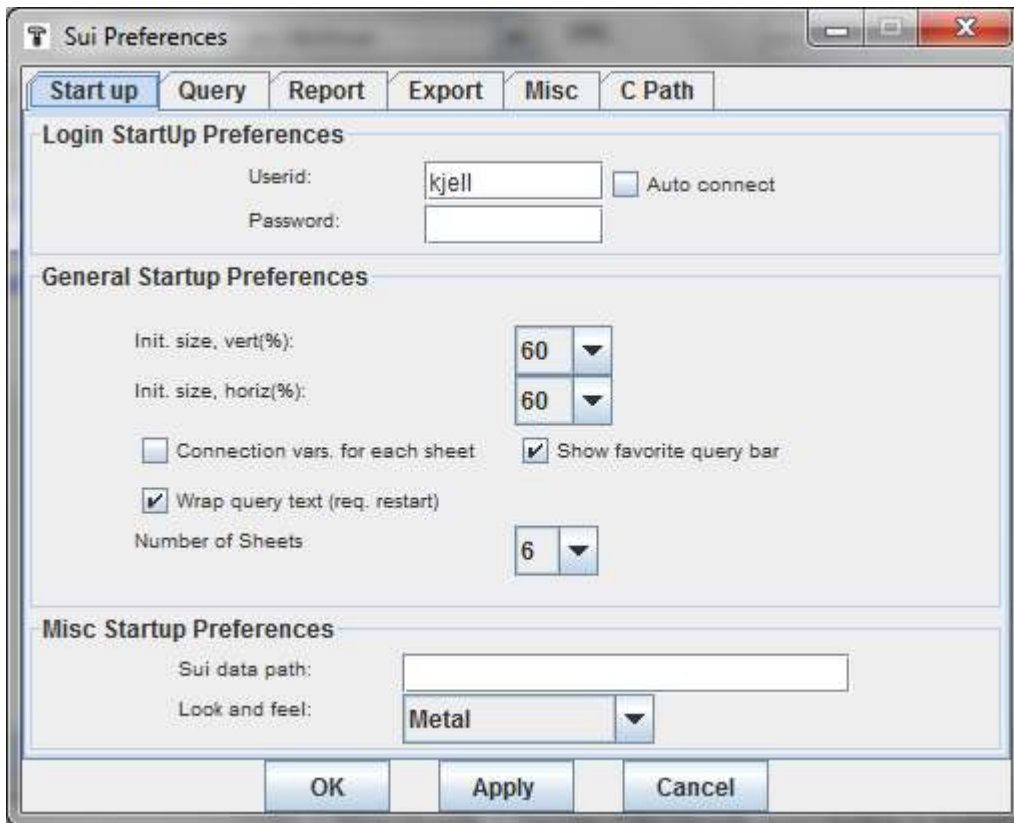 Sui Preferences
Start up Query Report Export Misc C Path
Login StartUp Preferences
Userid: kjell Auto connect
Password:
General Startup Preferences
Init. size, vert(%): 60
Init. size, horiz(%): 60
Connection vars. for each sheet Show favorite query bar
Wrap query text (req. restart)
Number of Sheets 6
Misc Startup Preferences
Sui data path:
Look and feel: Metal
OK Apply Cancel